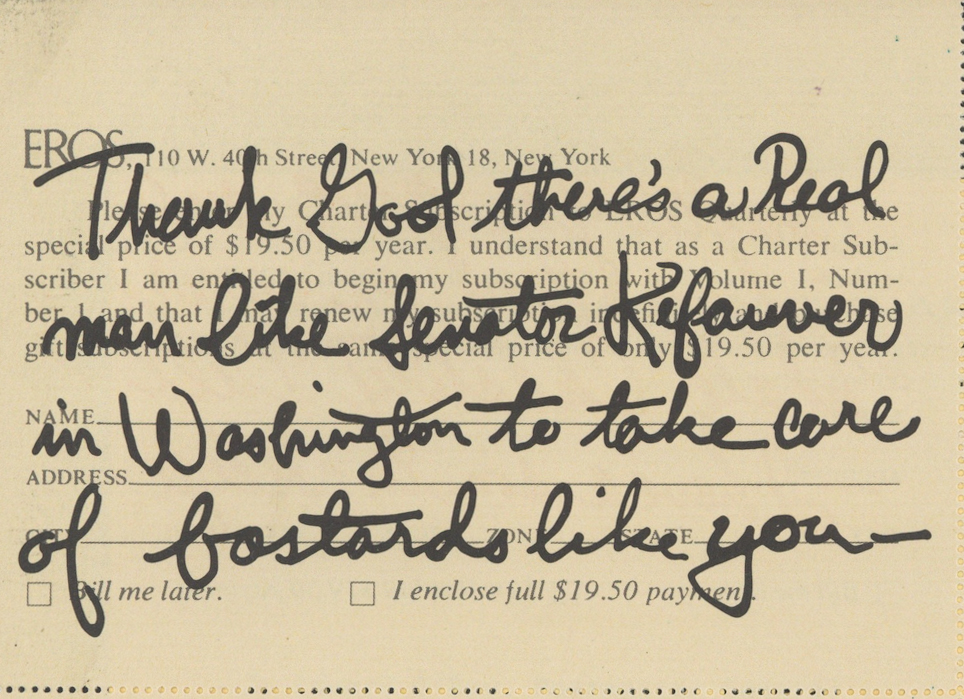 EROS, 110 W. 40th Street, New York 18, New York
Thank God there's a Real
Please enter my Charter Subscription to EROS Quarterly at the
special price of $19.50 per year. I understand that as a Charter Sub-
scriber I am entitled to begin my subscription with Volume I, Num-
ber 1 and that I may renew my subscription indefinitely and purchase
man like Senator Kefauver
gift subscriptions at the same special price of only $19.50 per year.
NAME
in Washington to take care
ADDRESS
of bastards like you—
CITY ZONE STATE
Bill me later. I enclose full $19.50 payment.